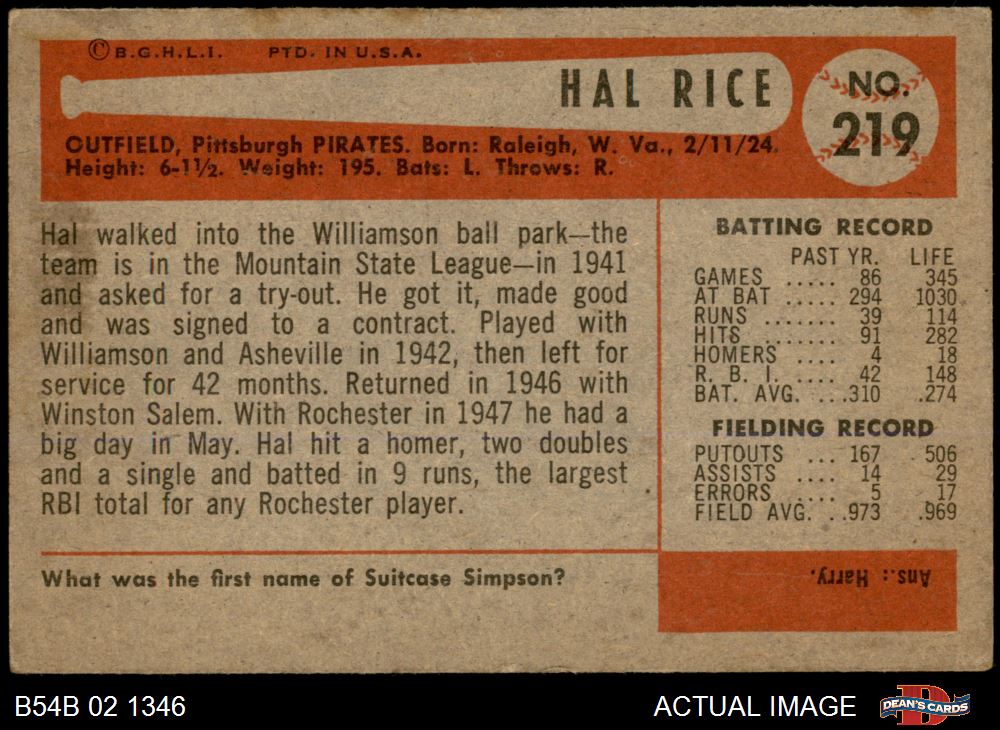 © B.G.H.L.I. PTD. IN U.S.A.
HAL RICE
NO.
219
OUTFIELD, Pittsburgh PIRATES. Born: Raleigh, W. Va., 2/11/24.
Height: 6-1½. Weight: 195. Bats: L. Throws: R.
Hal walked into the Williamson ball park—the
team is in the Mountain State League—in 1941
and asked for a try-out. He got it, made good
and was signed to a contract. Played with
Williamson and Asheville in 1942, then left for
service for 42 months. Returned in 1946 with
Winston Salem. With Rochester in 1947 he had a
big day in May. Hal hit a homer, two doubles
and a single and batted in 9 runs, the largest
RBI total for any Rochester player.
BATTING RECORD
PAST YR. LIFE
GAMES ..... 86 345
AT BAT ..... 294 1030
RUNS ....... 39 114
HITS ....... 91 282
HOMERS .... 4 18
R. B. I. .... 42 148
BAT. AVG. ...310 .274
FIELDING RECORD
PUTOUTS ... 167 506
ASSISTS .... 14 29
ERRORS .... 5 17
FIELD AVG. ..973 .969
What was the first name of Suitcase Simpson?
Ans.: Harry.
B54B 02 1346
ACTUAL IMAGE
D
DEAN'S CARDS